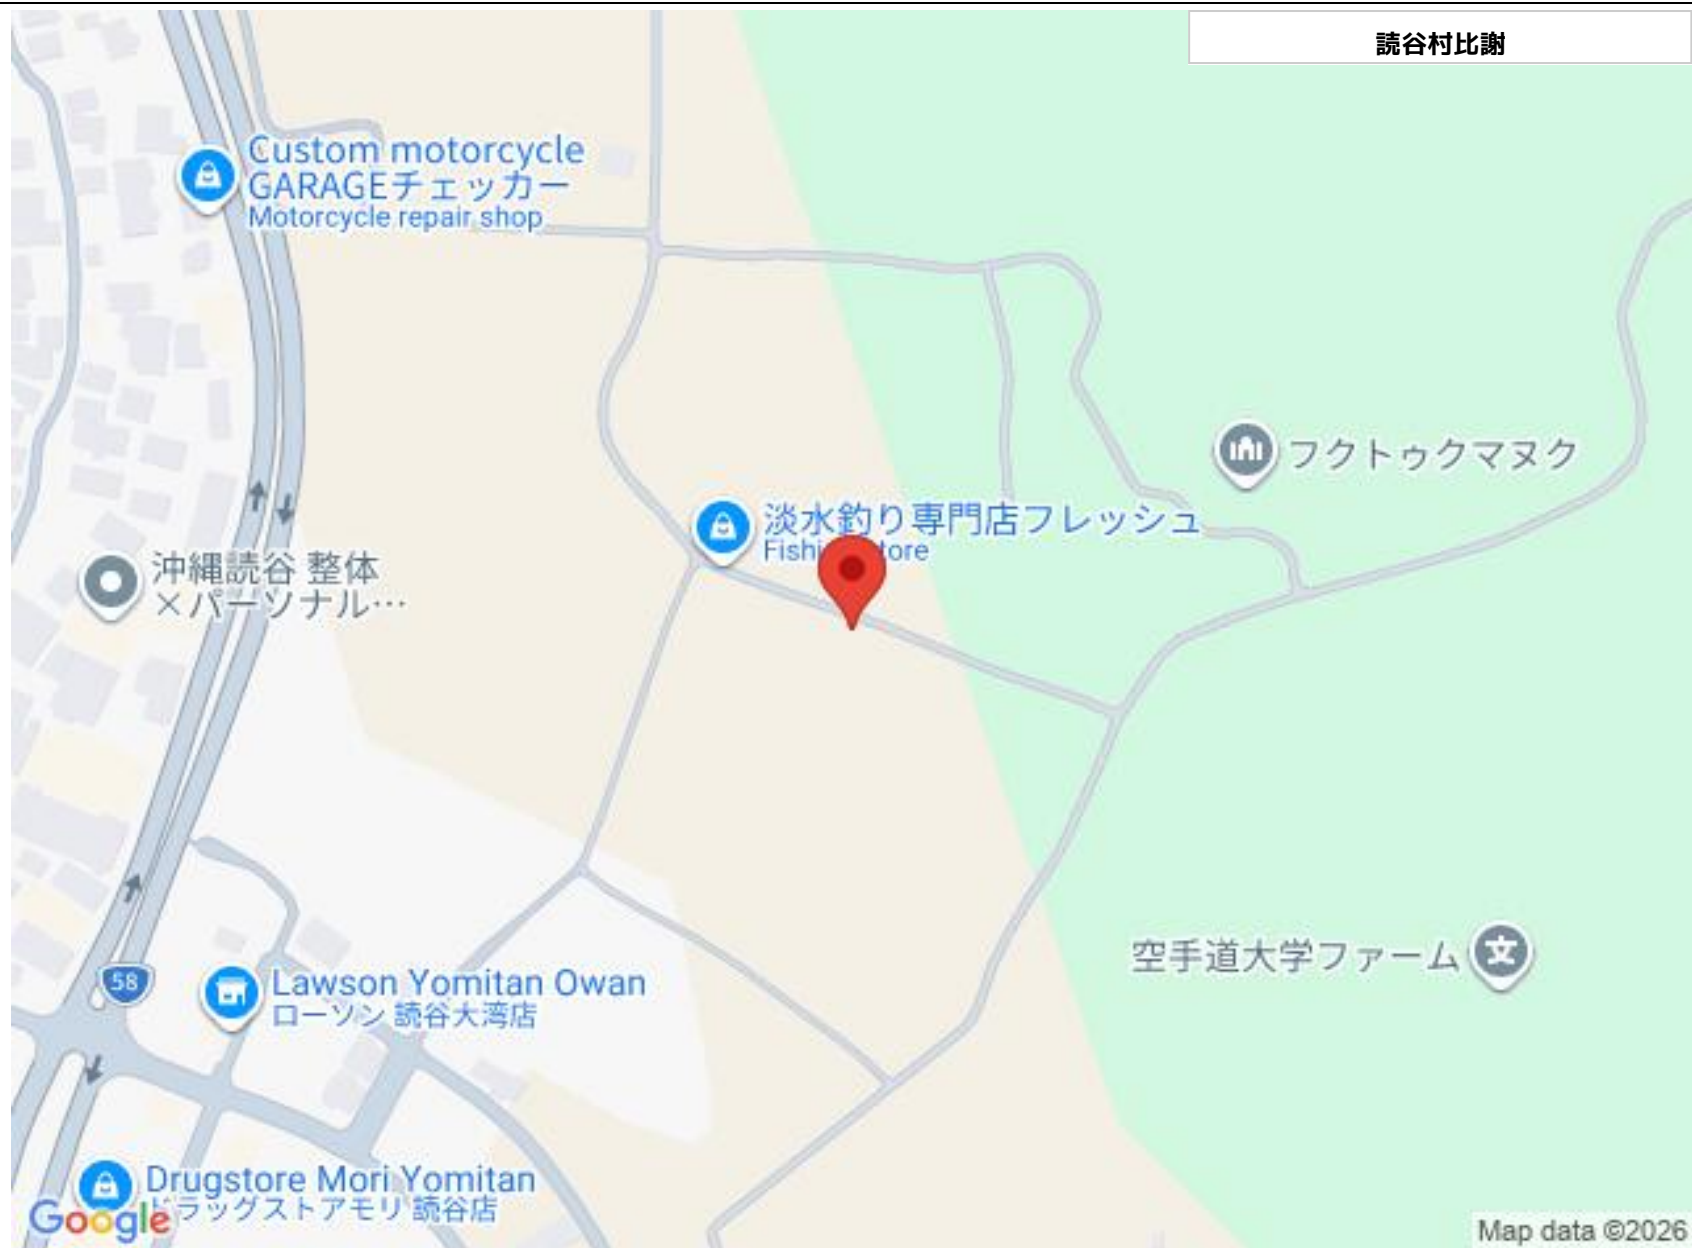 読谷村比謝
Custom motorcycle
GARAGEチェッカー
Motorcycle repair shop
フクトゥクマヌク
淡水釣り専門店フレッシュ
沖縄読谷 整体
×パーソナル…
空手道大学ファーム
58
Lawson Yomitan Owan
ローソン 読谷大湾店
Drugstore Mori Yomitan
ラッグストアモリ 読谷店
Google
Map data ©2026